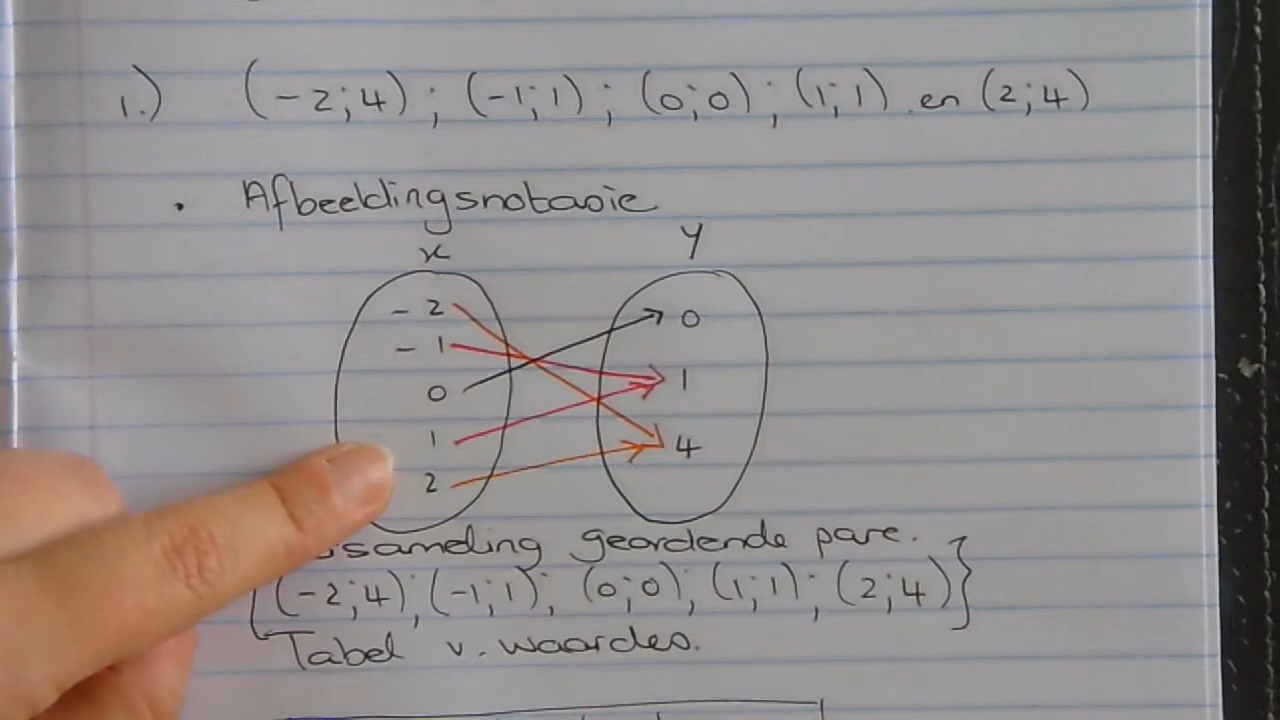 1.) (-2;4) ; (-1;1) ; (0;0) ; (1;1) en (2;4)
• Afbeeldingsnotasie
x y
-2 0
-1 1
0 4
1
2
geordende pare.
{(-2;4); (-1;1); (0;0); (1;1); (2;4)}
Tabel v. waardes.